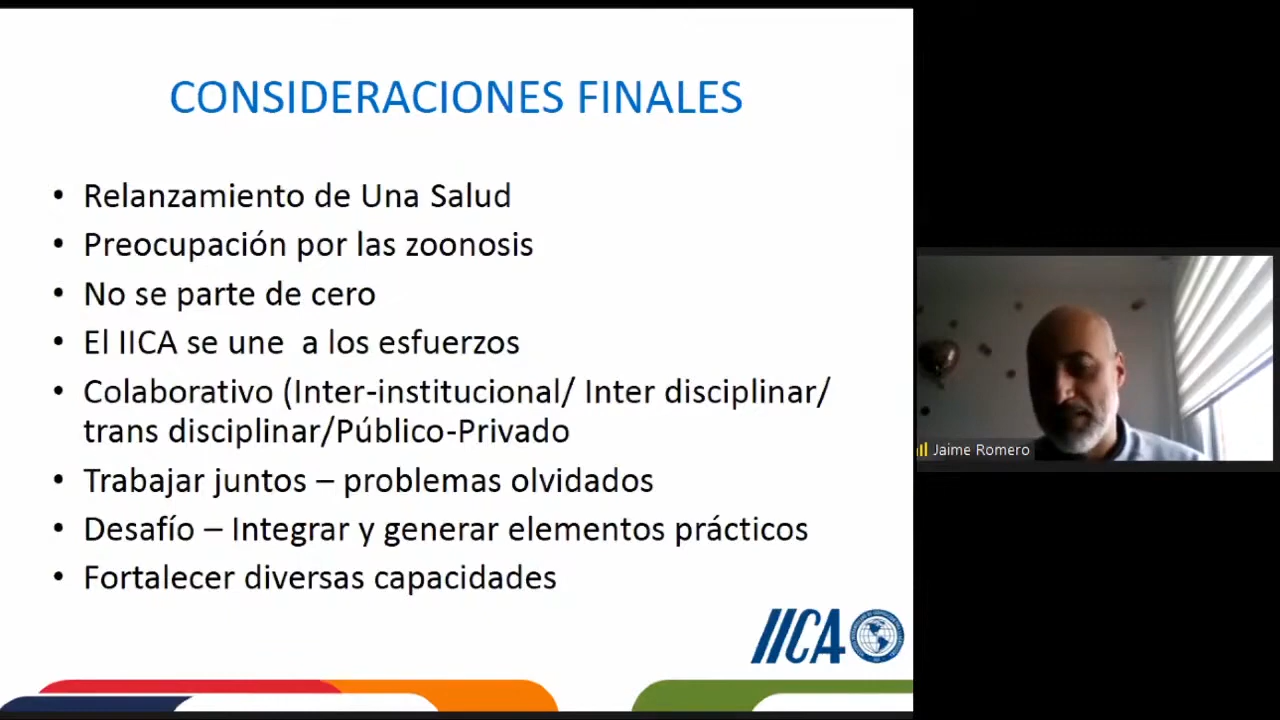 CONSIDERACIONES FINALES
• Relanzamiento de Una Salud
• Preocupación por las zoonosis
• No se parte de cero
• El IICA se une  a los esfuerzos
• Colaborativo (Inter-institucional/ Inter disciplinar/
trans disciplinar/Público-Privado
• Trabajar juntos – problemas olvidados
• Desafío – Integrar y generar elementos prácticos
• Fortalecer diversas capacidades
IICA
Jaime Romero